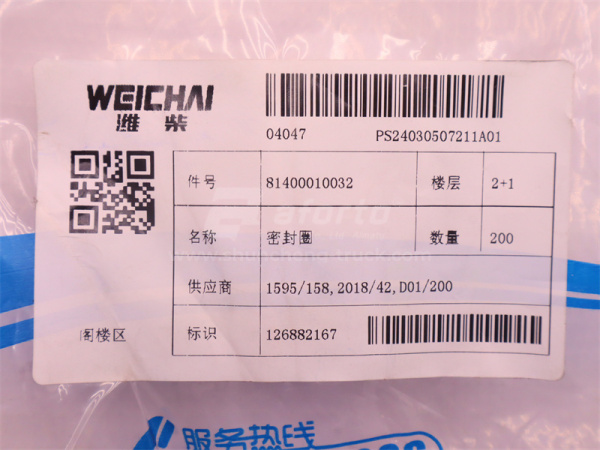 WEICHAI
潍柴
04047 PS24030507211A01
件号 81400010032 楼层 2+1
名称 密封圈 数量 200
供应商 1595/158,2018/42,D01/200
阁楼区 标识 126882167
服务热线